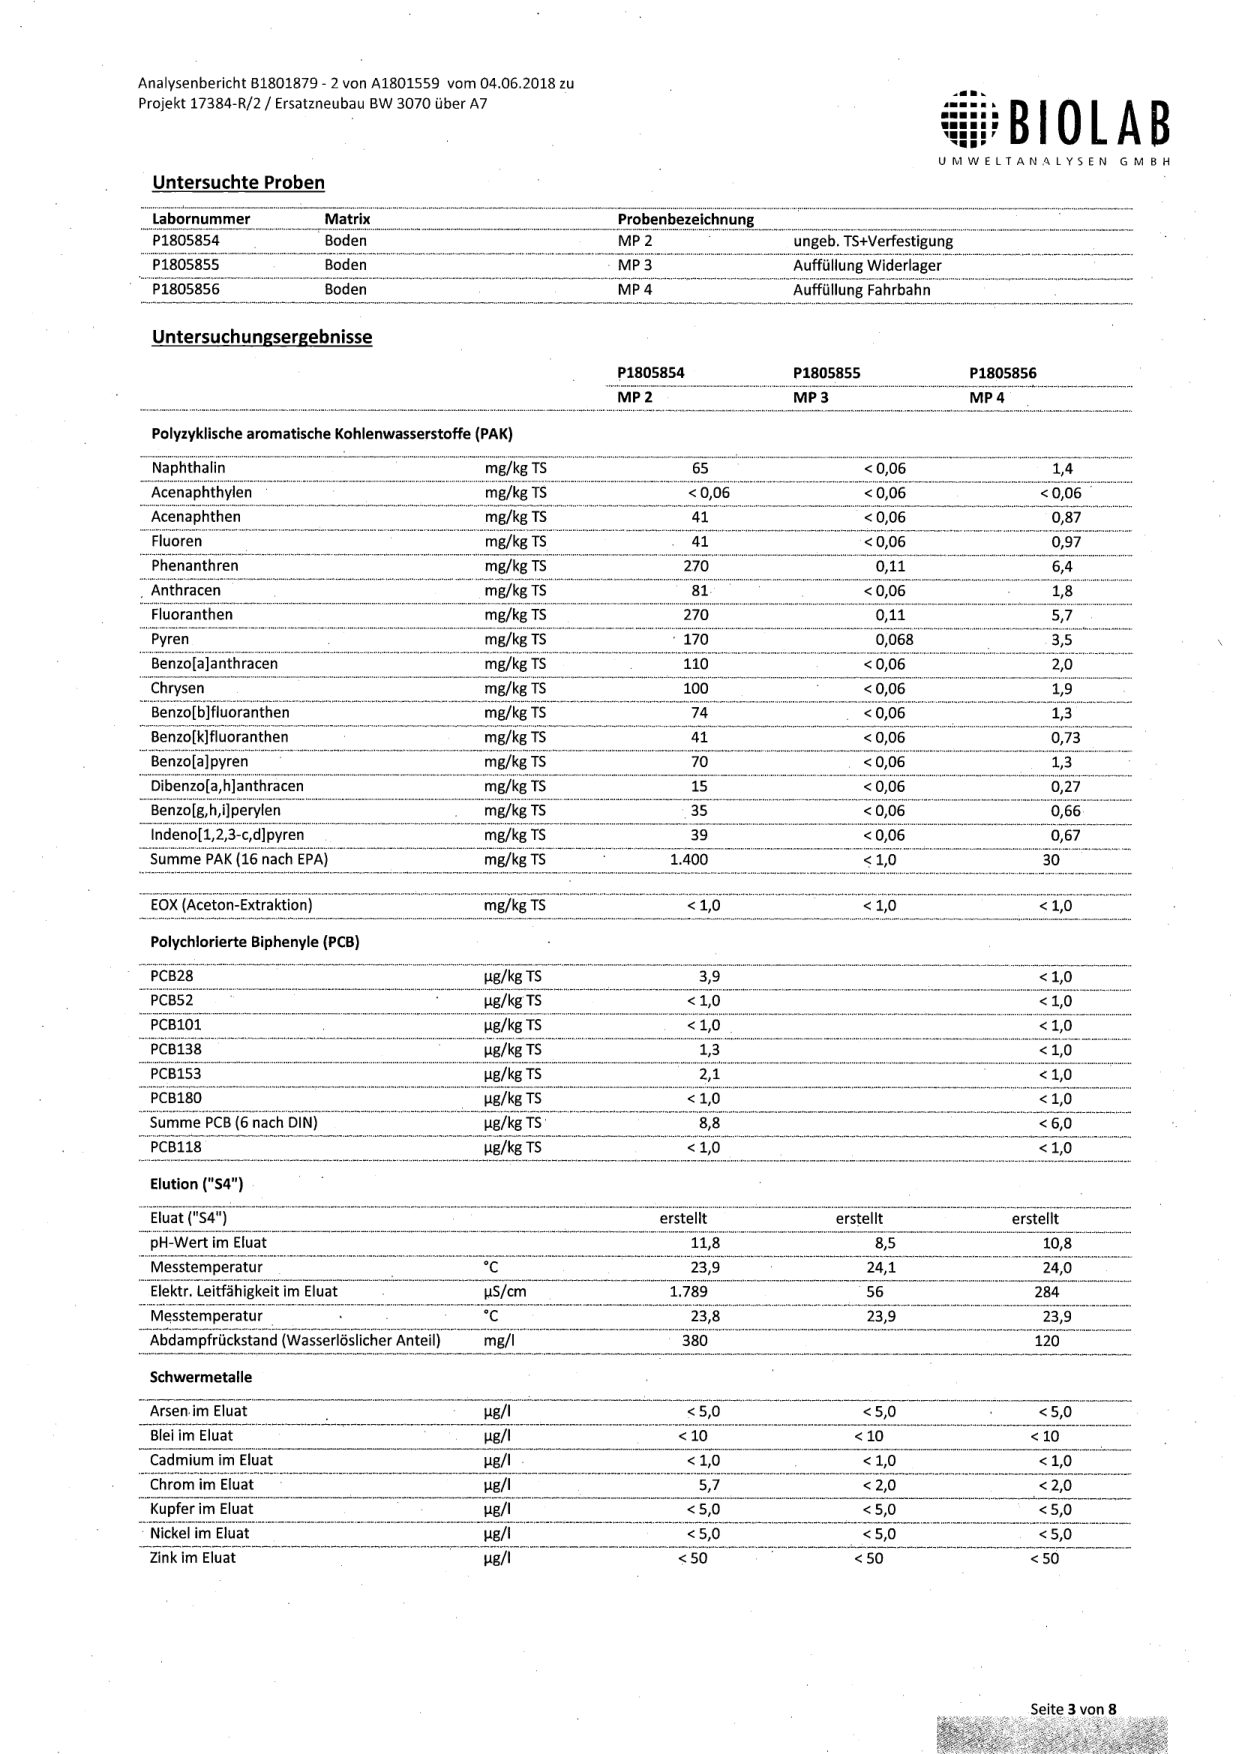 Analysenbericht B1801879 - 2 von A1801559 vom 04.06.2018 zu
Projekt 17384-R/2 / Ersatzneubau BW 3070 über A7
BIOLAB
UMWELTANALYSEN GMBH
Untersuchte Proben
Labornummer Matrix Probenbezeichnung
P1805854 Boden MP 2 ungeb. TS+Verfestigung
P1805855 Boden MP 3 Auffüllung Widerlager
P1805856 Boden MP 4 Auffüllung Fahrbahn
Untersuchungsergebnisse
P1805854 P1805855 P1805856
MP 2 MP 3 MP 4
Polyzyklische aromatische Kohlenwasserstoffe (PAK)
Naphthalin mg/kg TS 65 < 0,06 1,4
Acenaphthylen mg/kg TS < 0,06 < 0,06 < 0,06
Acenaphthen mg/kg TS 41 < 0,06 0,87
Fluoren mg/kg TS 41 < 0,06 0,97
Phenanthren mg/kg TS 270 0,11 6,4
Anthracen mg/kg TS 81 < 0,06 1,8
Fluoranthen mg/kg TS 270 0,11 5,7
Pyren mg/kg TS 170 0,068 3,5
Benzo[a]anthracen mg/kg TS 110 < 0,06 2,0
Chrysen mg/kg TS 100 < 0,06 1,9
Benzo[b]fluoranthen mg/kg TS 74 < 0,06 1,3
Benzo[k]fluoranthen mg/kg TS 41 < 0,06 0,73
Benzo[a]pyren mg/kg TS 70 < 0,06 1,3
Dibenzo[a,h]anthracen mg/kg TS 15 < 0,06 0,27
Benzo[g,h,i]perylen mg/kg TS 35 < 0,06 0,66
Indeno[1,2,3-c,d]pyren mg/kg TS 39 < 0,06 0,67
Summe PAK (16 nach EPA) mg/kg TS 1.400 < 1,0 30
EOX (Aceton-Extraktion) mg/kg TS < 1,0 < 1,0 < 1,0
Polychlorierte Biphenyle (PCB)
PCB28 µg/kg TS 3,9 < 1,0
PCB52 µg/kg TS < 1,0 < 1,0
PCB101 µg/kg TS < 1,0 < 1,0
PCB138 µg/kg TS 1,3 < 1,0
PCB153 µg/kg TS 2,1 < 1,0
PCB180 µg/kg TS < 1,0 < 1,0
Summe PCB (6 nach DIN) µg/kg TS 8,8 < 6,0
PCB118 µg/kg TS < 1,0 < 1,0
Elution ("S4")
Eluat ("S4") erstellt erstellt erstellt
pH-Wert im Eluat 11,8 8,5 10,8
Messtemperatur °C 23,9 24,1 24,0
Elektr. Leitfähigkeit im Eluat µS/cm 1.789 56 284
Messtemperatur °C 23,8 23,9 23,9
Abdampfrückstand (Wasserlöslicher Anteil) mg/l 380 120
Schwermetalle
Arsen im Eluat µg/l < 5,0 < 5,0 < 5,0
Blei im Eluat µg/l < 10 < 10 < 10
Cadmium im Eluat µg/l < 1,0 < 1,0 < 1,0
Chrom im Eluat µg/l 5,7 < 2,0 < 2,0
Kupfer im Eluat µg/l < 5,0 < 5,0 < 5,0
Nickel im Eluat µg/l < 5,0 < 5,0 < 5,0
Zink im Eluat µg/l < 50 < 50 < 50
Seite 3 von 8